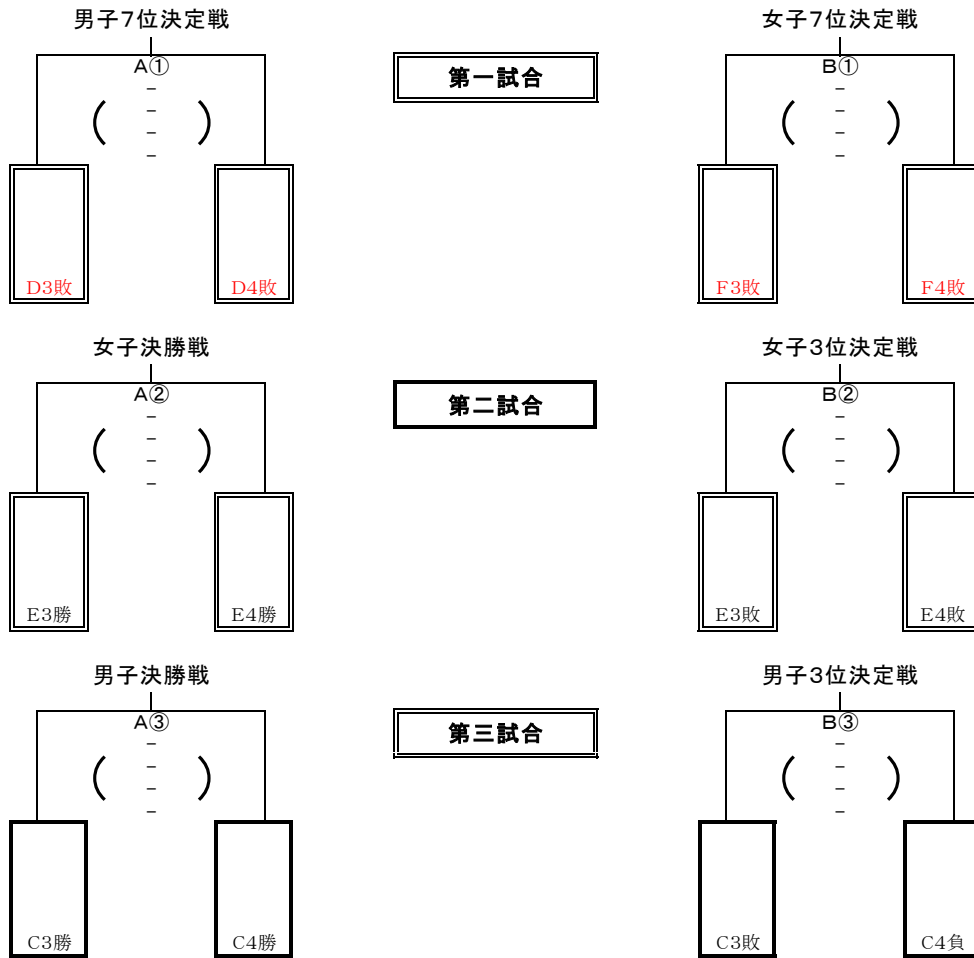 男子7位決定戦
女子7位決定戦
A①
第一試合
B①
( - - - - )
( - - - - )
D3敗 D4敗
F3敗 F4敗
女子決勝戦
女子3位決定戦
A②
第二試合
B②
( - - - - )
( - - - - )
E3勝 E4勝
E3敗 E4敗
男子決勝戦
男子3位決定戦
A③
第三試合
B③
( - - - - )
( - - - - )
C3勝 C4勝
C3敗 C4負